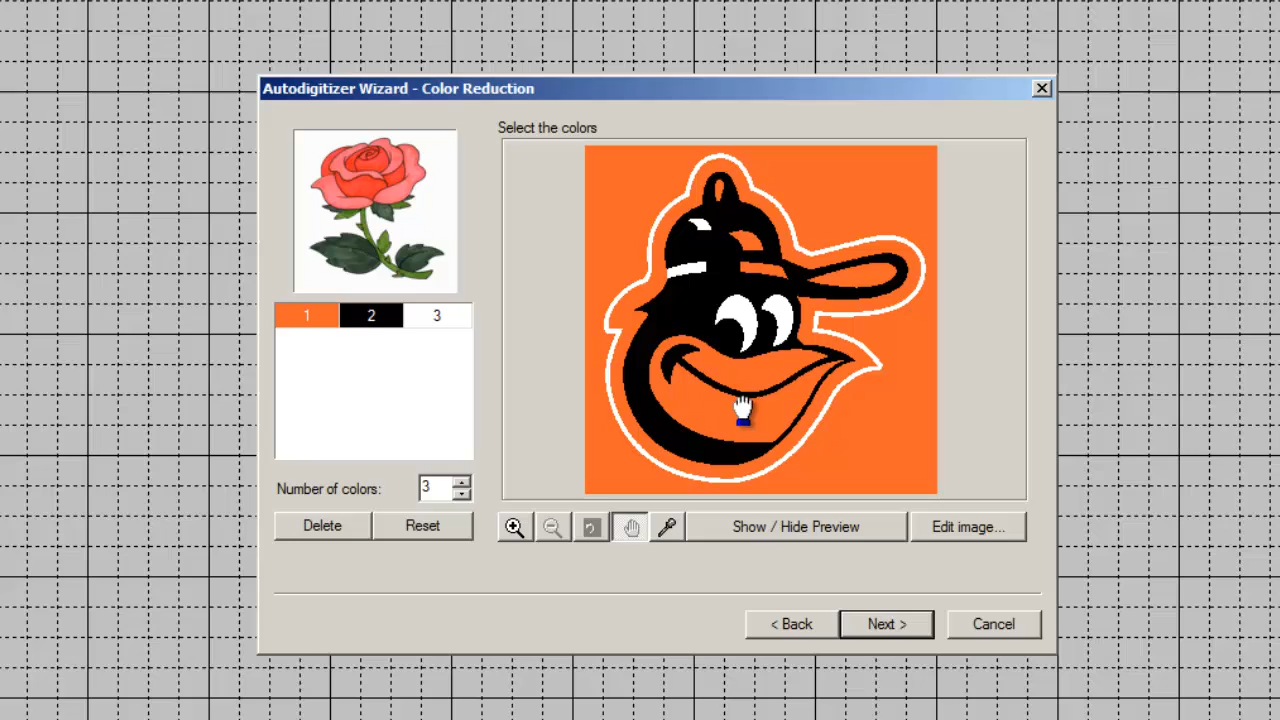 Autodigitizer Wizard - Color Reduction
Select the colors
1 2 3
Number of colors: 3
Delete Reset
Show / Hide Preview Edit image...
< Back Next > Cancel